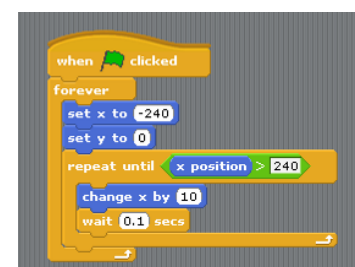 when clicked
forever
set x to -240
set y to 0
repeat until x position > 240
change x by 10
wait 0.1 secs